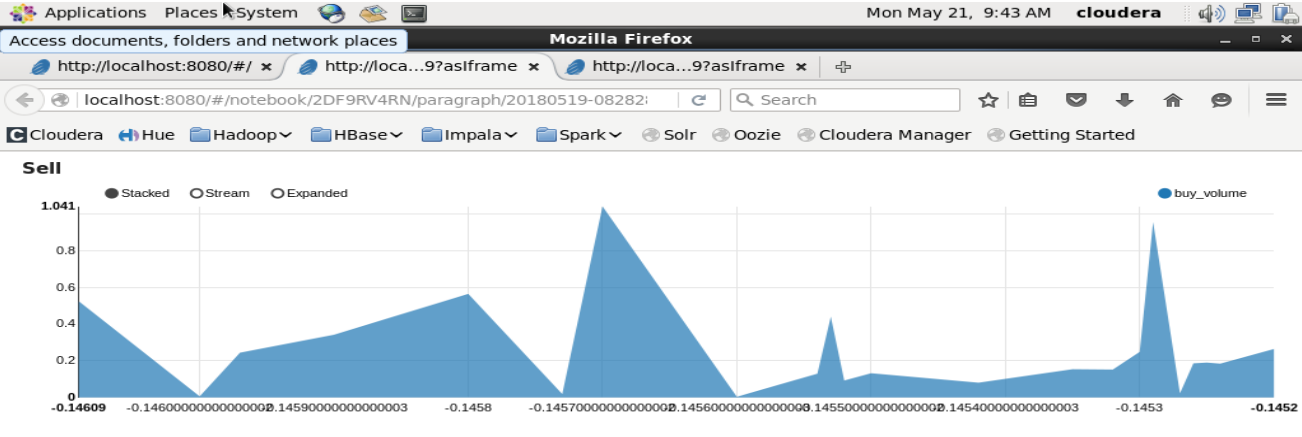 Applications Places System Mon May 21, 9:43 AM cloudera
Access documents, folders and network places Mozilla Firefox
http://localhost:8080/#/ × http://loca...9?asIframe × http://loca...9?asIframe ×
localhost:8080/#/notebook/2DF9RV4RN/paragraph/20180519-08282 Search
Cloudera Hue Hadoop HBase Impala Spark Solr Oozie Cloudera Manager Getting Started
Sell
Stacked Stream Expanded buy_volume
1.041
0.8
0.6
0.4
0.2
0
-0.14609 -0.14600000000000002 -0.14590000000000003 -0.1458 -0.14570000000000002 -0.14560000000000003 -0.14550000000000002 -0.14540000000000003 -0.1453 -0.1452